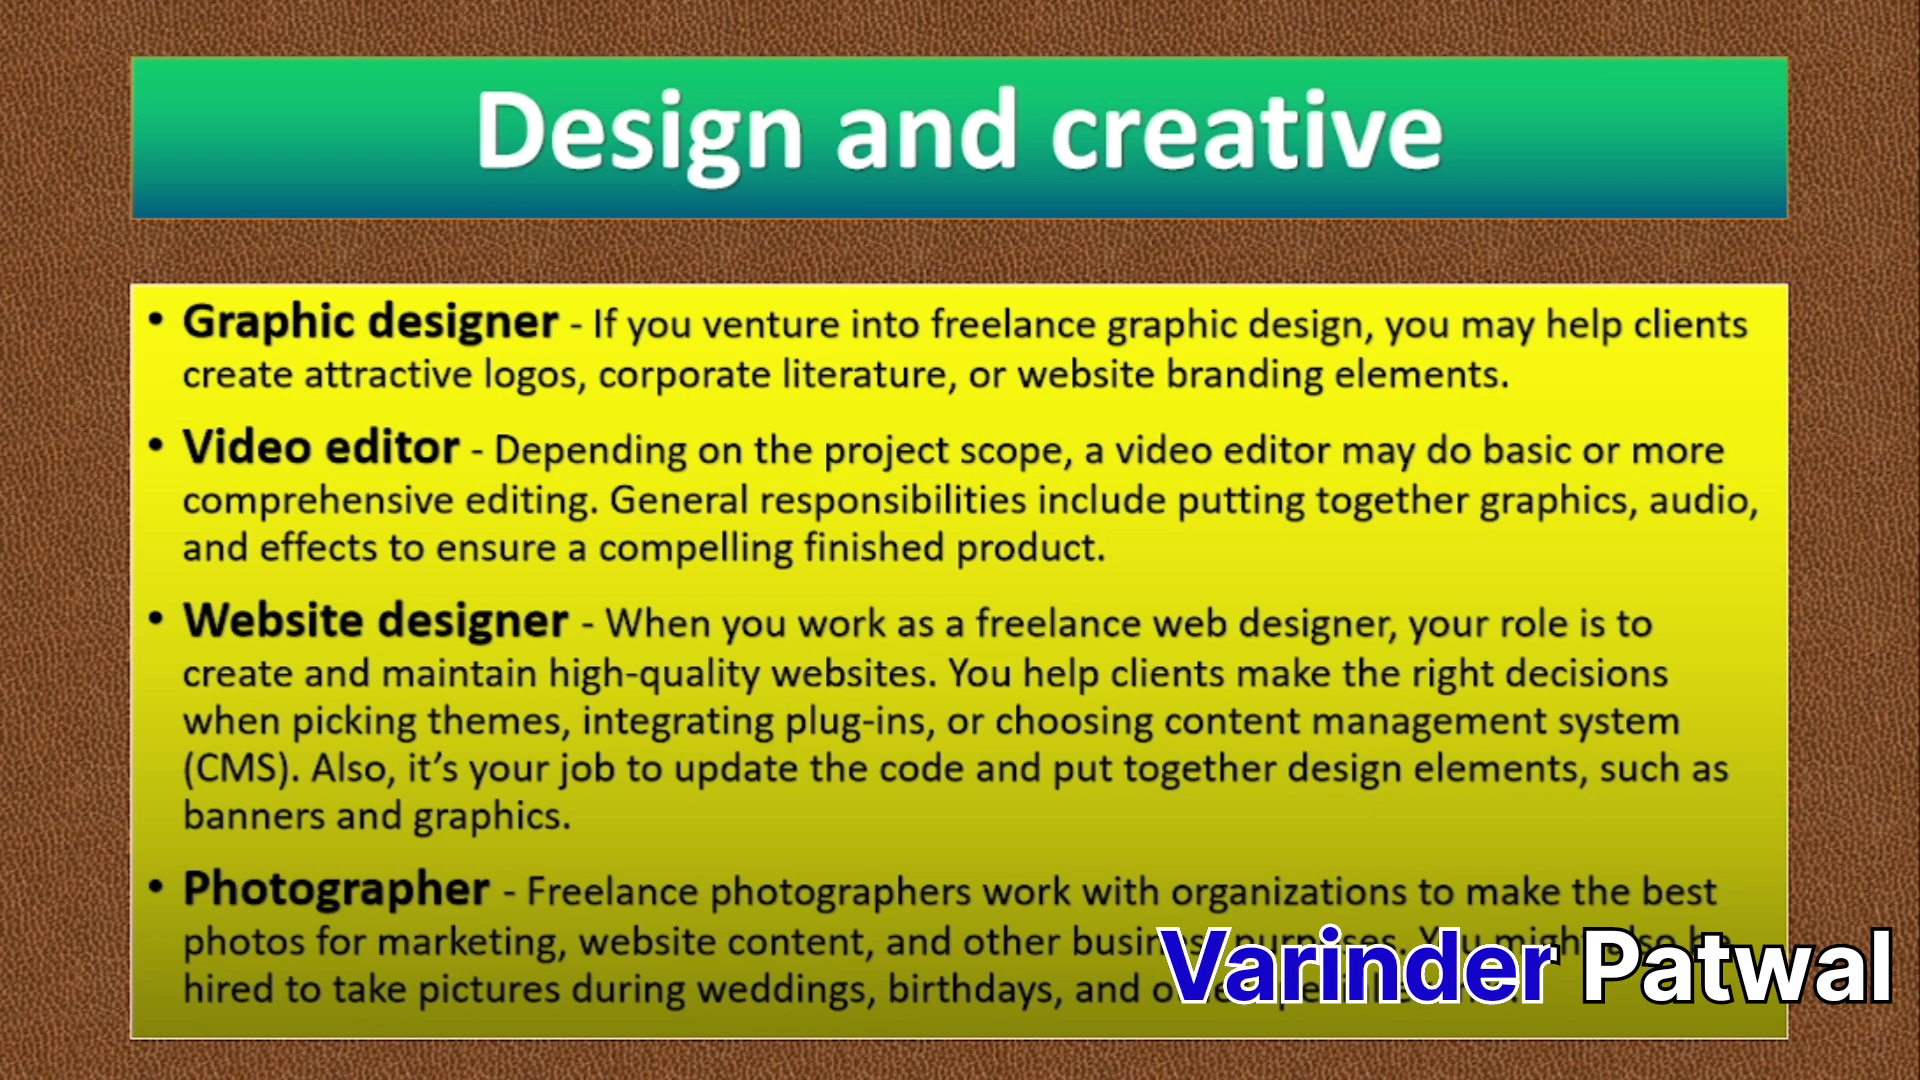 Design and creative
• Graphic designer - If you venture into freelance graphic design, you may help clients
create attractive logos, corporate literature, or website branding elements.
• Video editor - Depending on the project scope, a video editor may do basic or more
comprehensive editing. General responsibilities include putting together graphics, audio,
and effects to ensure a compelling finished product.
• Website designer - When you work as a freelance web designer, your role is to
create and maintain high-quality websites. You help clients make the right decisions
when picking themes, integrating plug-ins, or choosing content management system
(CMS). Also, it’s your job to update the code and put together design elements, such as
banners and graphics.
• Photographer - Freelance photographers work with organizations to make the best
photos for marketing, website content, and other business purposes. You might also be
hired to take pictures during weddings, birthdays, and
Varinder Patwal